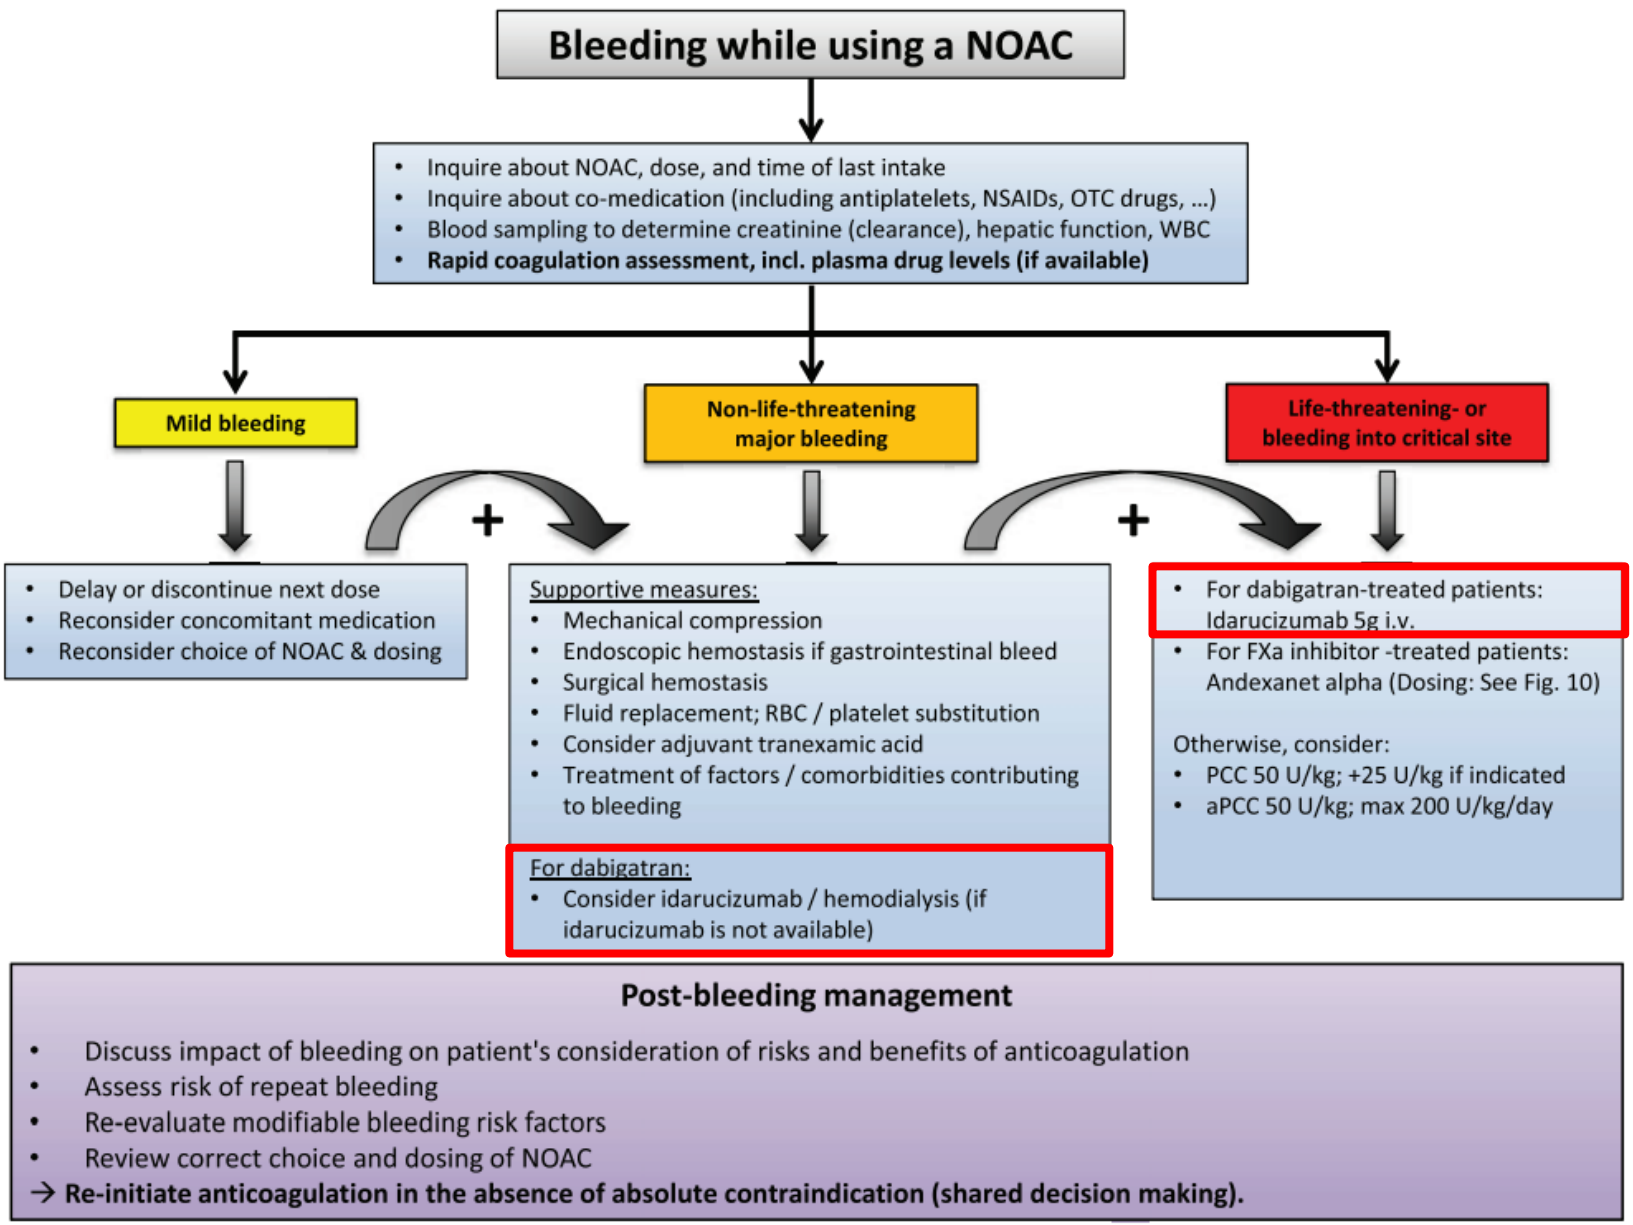 Bleeding while using a NOAC
• Inquire about NOAC, dose, and time of last intake
• Inquire about co-medication (including antiplatelets, NSAIDs, OTC drugs, ...)
• Blood sampling to determine creatinine (clearance), hepatic function, WBC
• Rapid coagulation assessment, incl. plasma drug levels (if available)
Mild bleeding
• Delay or discontinue next dose
• Reconsider concomitant medication
• Reconsider choice of NOAC & dosing
+
Non-life-threatening
major bleeding
Supportive measures:
• Mechanical compression
• Endoscopic hemostasis if gastrointestinal bleed
• Surgical hemostasis
• Fluid replacement; RBC / platelet substitution
• Consider adjuvant tranexamic acid
• Treatment of factors / comorbidities contributing
to bleeding
For dabigatran:
• Consider idarucizumab / hemodialysis (if
idarucizumab is not available)
+
Life-threatening- or
bleeding into critical site
• For dabigatran-treated patients:
Idarucizumab 5g i.v.
• For FXa inhibitor -treated patients:
Andexanet alpha (Dosing: See Fig. 10)
Otherwise, consider:
• PCC 50 U/kg; +25 U/kg if indicated
• aPCC 50 U/kg; max 200 U/kg/day
Post-bleeding management
• Discuss impact of bleeding on patient's consideration of risks and benefits of anticoagulation
• Assess risk of repeat bleeding
• Re-evaluate modifiable bleeding risk factors
• Review correct choice and dosing of NOAC
→ Re-initiate anticoagulation in the absence of absolute contraindication (shared decision making).